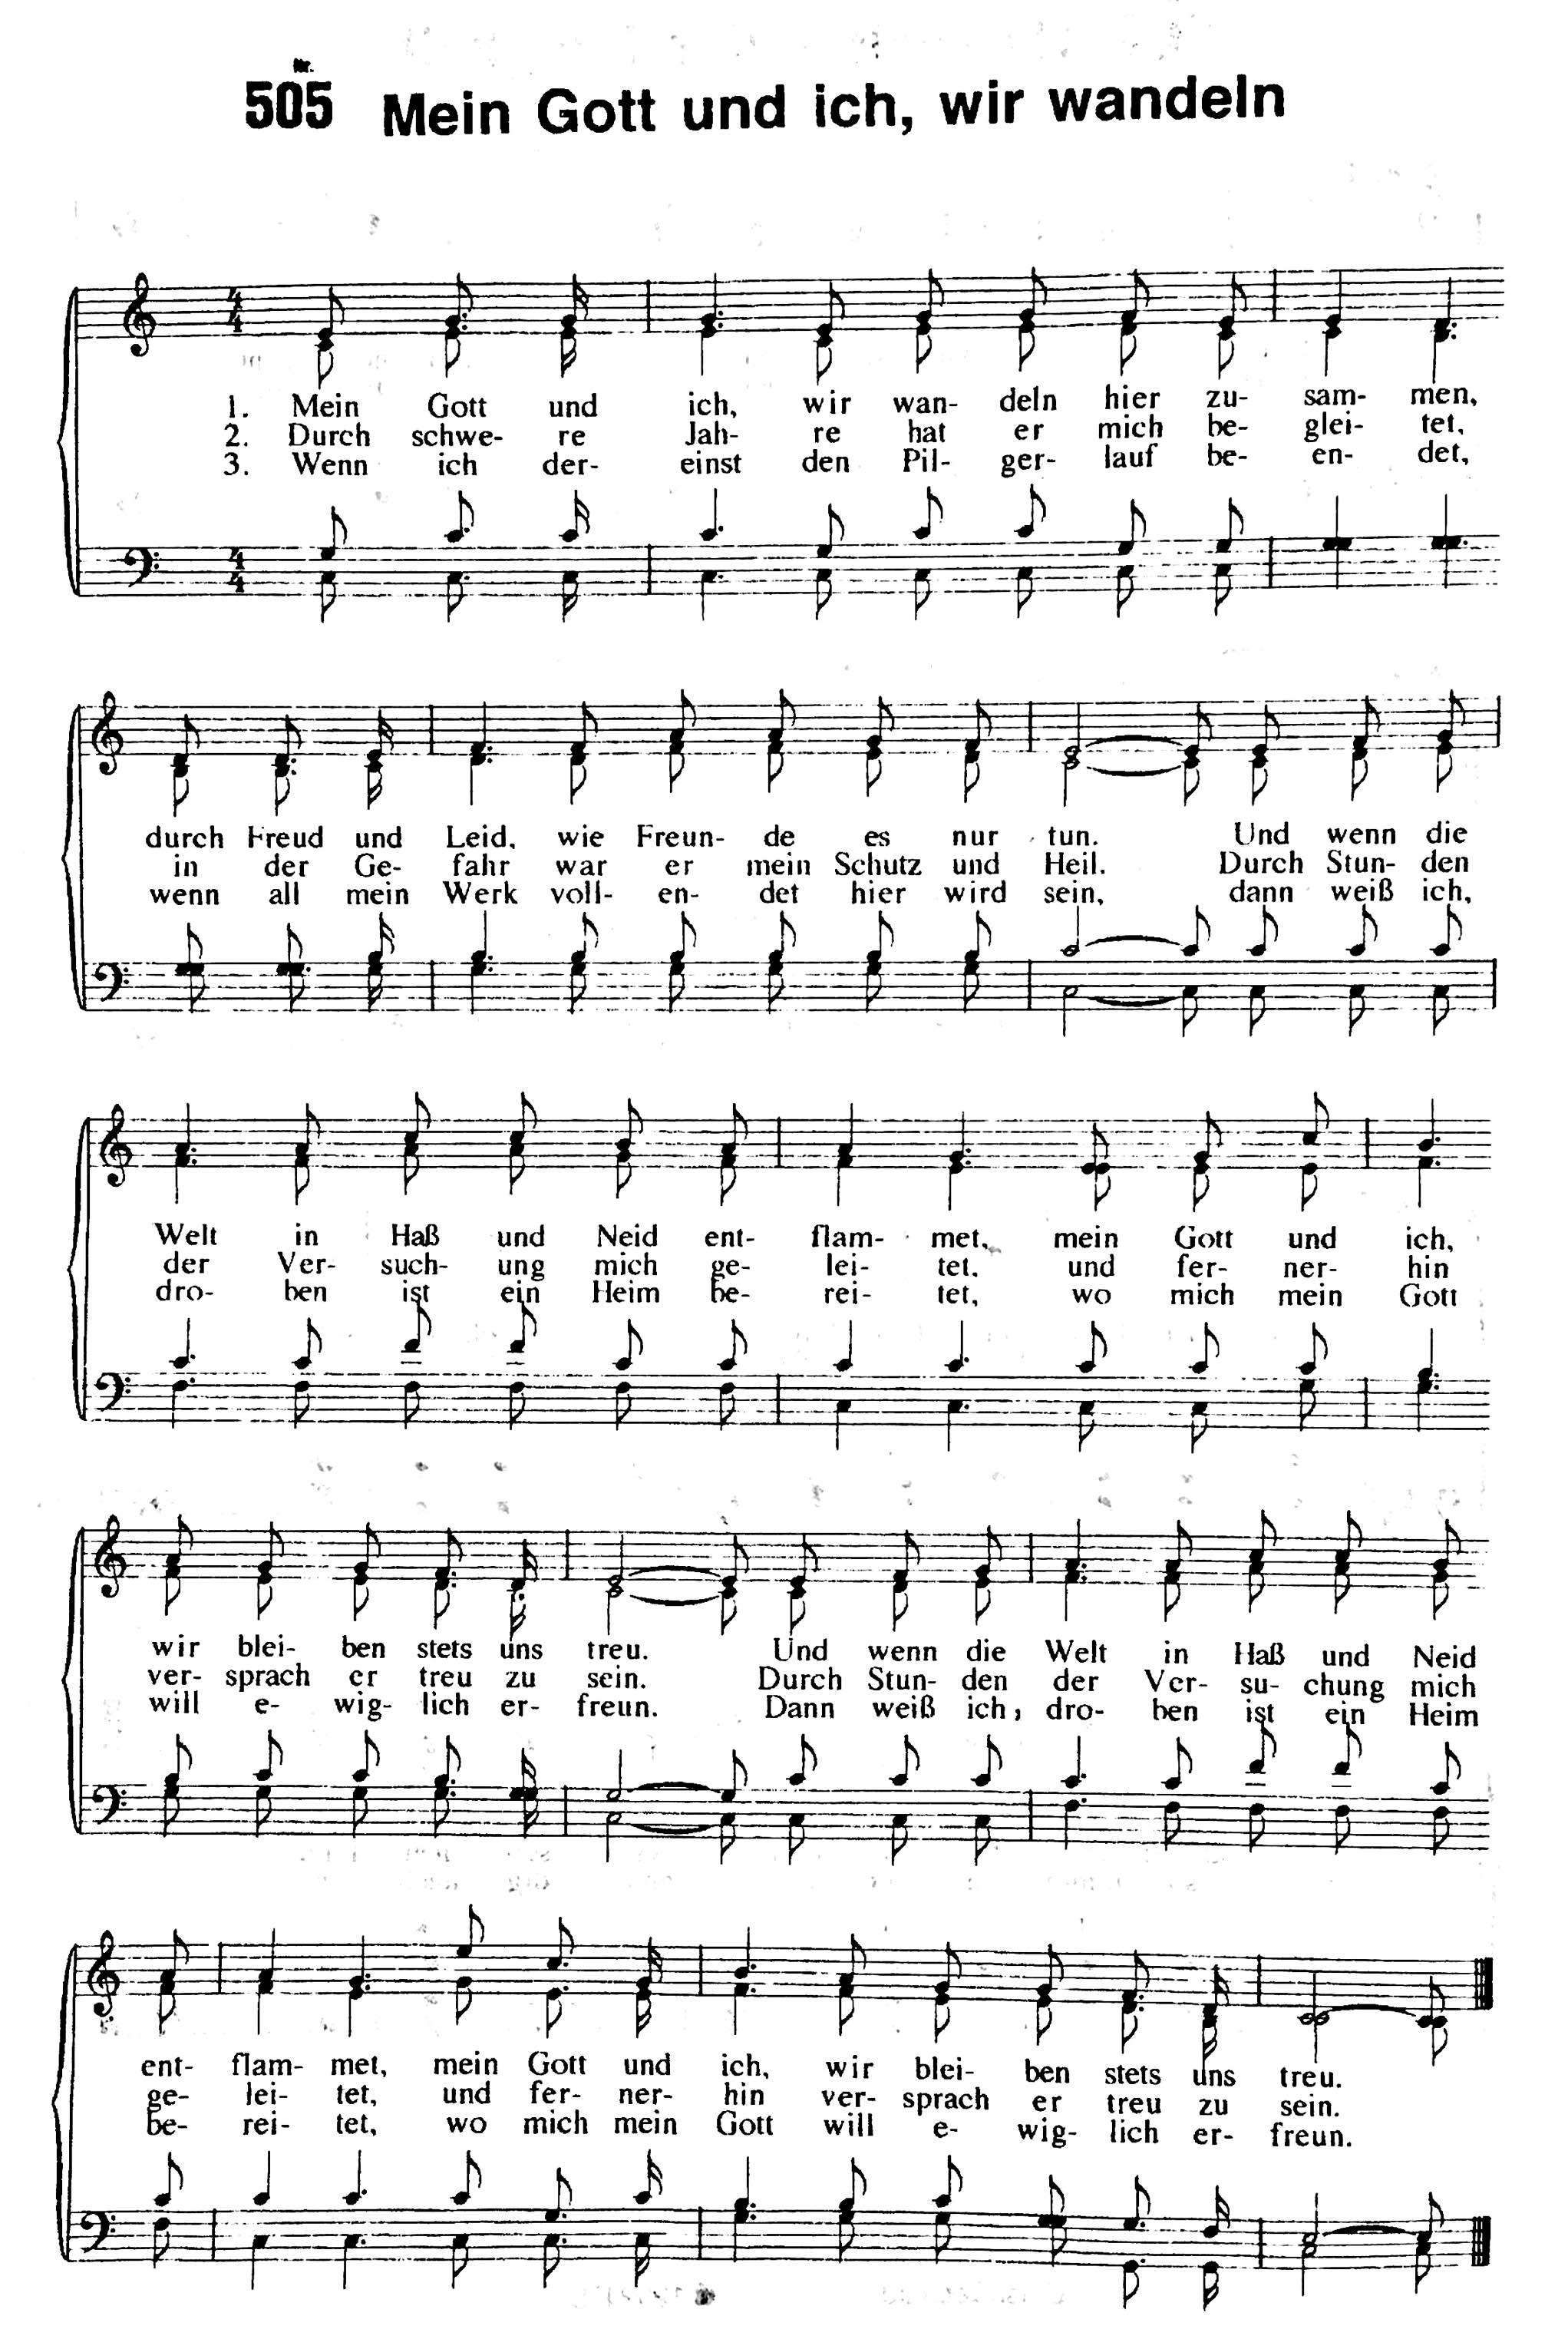 Nr.
505 Mein Gott und ich, wir wandeln
4 4
1. Mein Gott und ich, wir wan- deln hier zu- sam- men,
2. Durch schwe- re Jah- re hat er mich be- glei- tet,
3. Wenn ich der- einst den Pil- ger- lauf be- en- det,
4 4
durch Freud und Leid, wie Freun- de es nur tun. Und wenn die
in der Ge- fahr war er mein Schutz und Heil. Durch Stun- den
wenn all mein Werk voll- en- det hier wird sein, dann weiß ich,
Welt in Haß und Neid ent- flam- met, mein Gott und ich,
der Ver- such- ung mich ge- lei- tet, und fer- ner- hin
dro- ben ist ein Heim be- rei- tet, wo mich mein Gott
wir blei- ben stets uns treu. Und wenn die Welt in Haß und Neid
ver- sprach er treu zu sein. Durch Stun- den der Ver- su- chung mich
will e- wig- lich er- freun. Dann weiß ich, dro- ben ist ein Heim
ent- flam- met, mein Gott und ich, wir blei- ben stets uns treu.
ge- lei- tet, und fer- ner- hin ver- sprach er treu zu sein.
be- rei- tet, wo mich mein Gott will e- wig- lich er- freun.